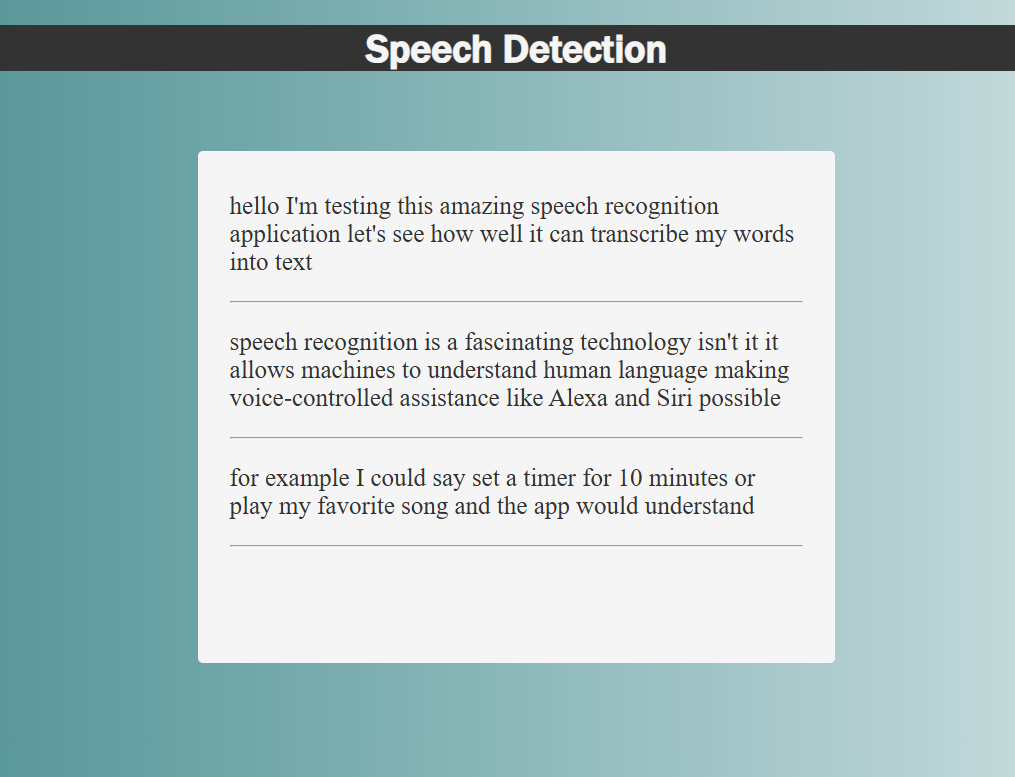 Speech Detection
hello I'm testing this amazing speech recognition
application let's see how well it can transcribe my words
into text
speech recognition is a fascinating technology isn't it it
allows machines to understand human language making
voice-controlled assistance like Alexa and Siri possible
for example I could say set a timer for 10 minutes or
play my favorite song and the app would understand